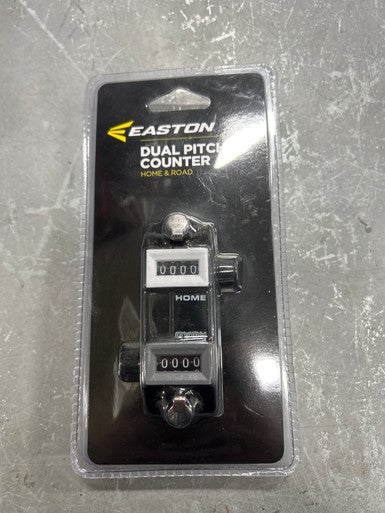 EASTON
DUAL PITCH
COUNTER
HOME & ROAD
0000
HOME
0000